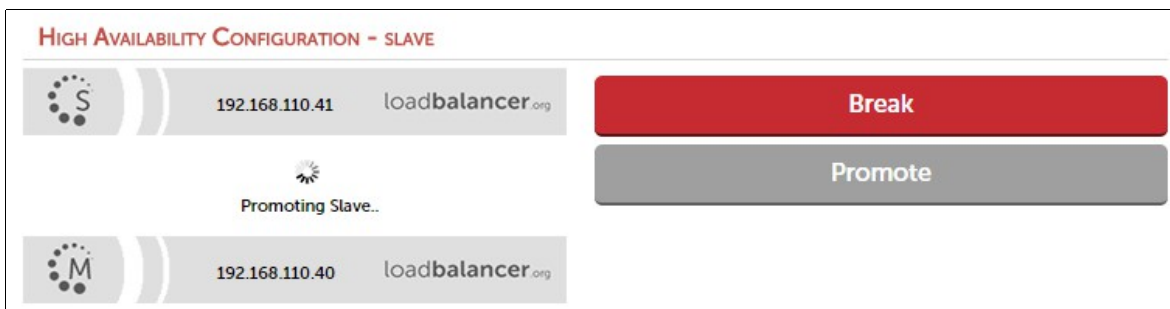 HIGH AVAILABILITY CONFIGURATION - SLAVE
S 192.168.110.41 loadbalancer.org
Break
Promoting Slave..
Promote
M 192.168.110.40 loadbalancer.org